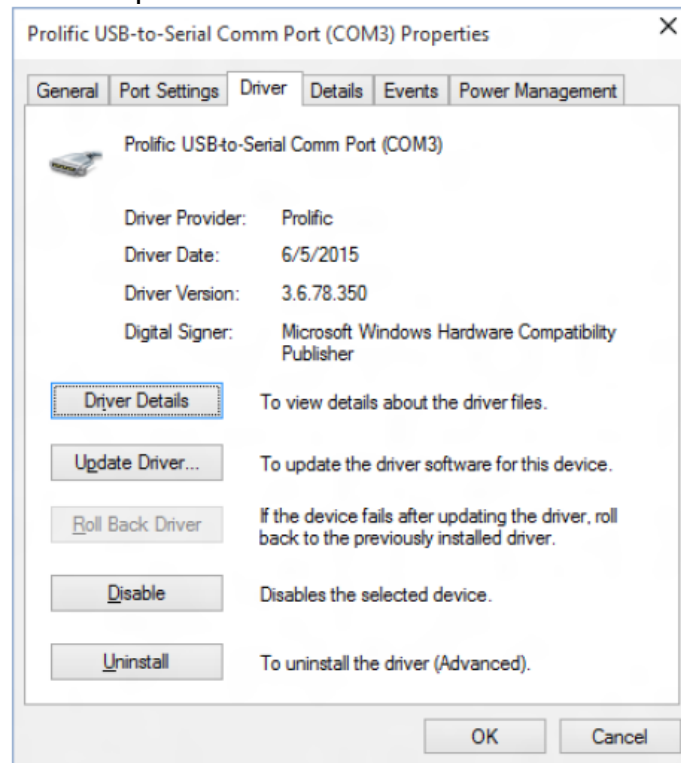 Prolific USB-to-Serial Comm Port (COM3) Properties
General Port Settings Driver Details Events Power Management
Prolific USB-to-Serial Comm Port (COM3)
Driver Provider: Prolific
Driver Date: 6/5/2015
Driver Version: 3.6.78.350
Digital Signer: Microsoft Windows Hardware Compatibility
Publisher
Driver Details To view details about the driver files.
Update Driver... To update the driver software for this device.
Roll Back Driver If the device fails after updating the driver, roll
back to the previously installed driver.
Disable Disables the selected device.
Uninstall To uninstall the driver (Advanced).
OK Cancel